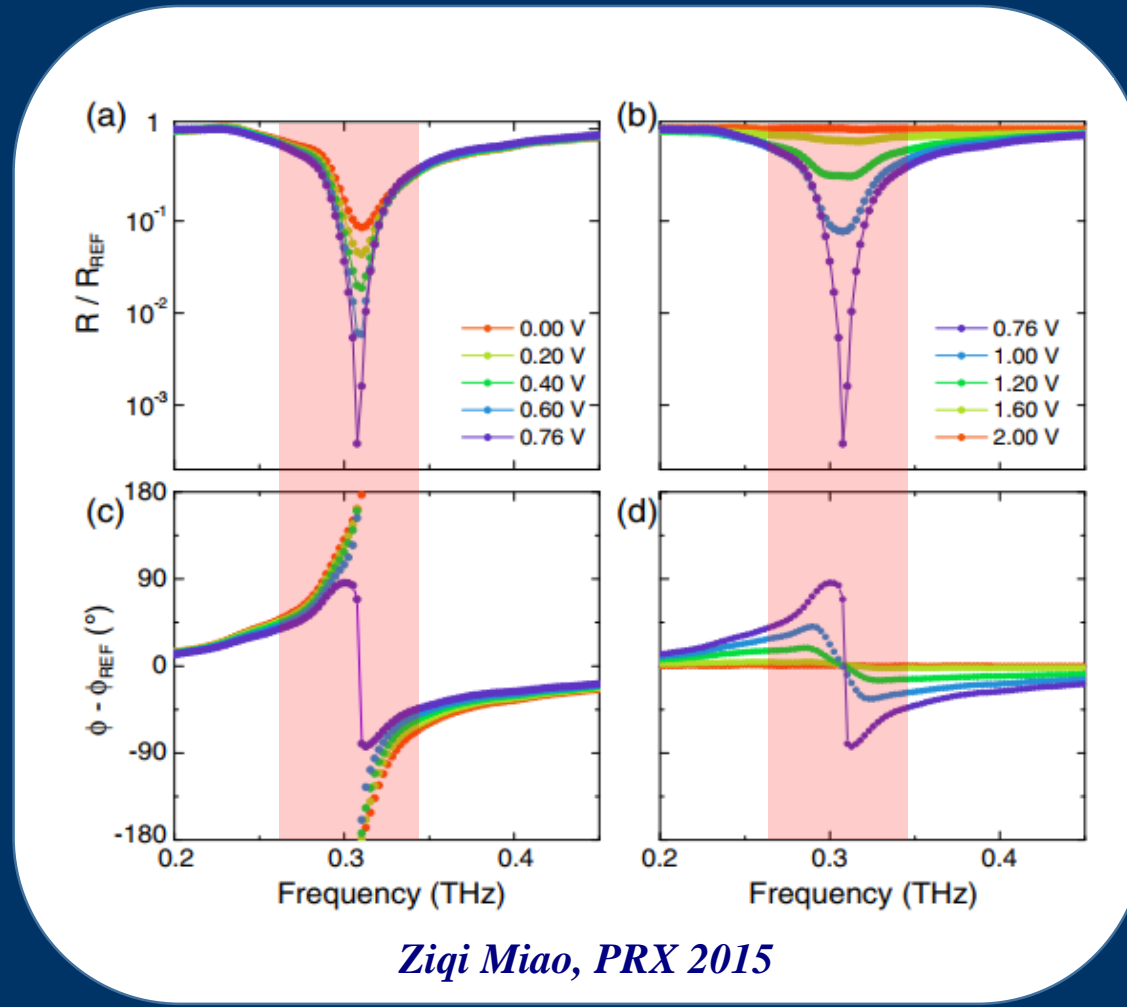 (a)
(b)
1
10⁻¹
10⁻²
10⁻³
R / R_REF
0.00 V
0.20 V
0.40 V
0.60 V
0.76 V
0.76 V
1.00 V
1.20 V
1.60 V
2.00 V
(c)
(d)
180
90
0
-90
-180
ϕ - ϕ_REF (°)
0.2 0.3 0.4
0.2 0.3 0.4
Frequency (THz)
Frequency (THz)
Ziqi Miao, PRX 2015